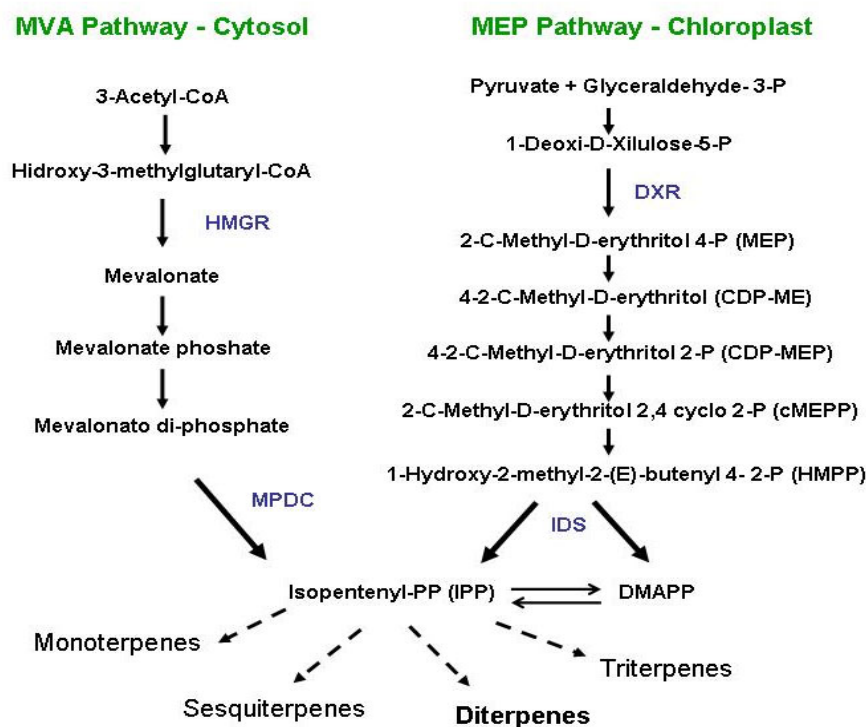 MVA Pathway - Cytosol
3-Acetyl-CoA
Hidroxy-3-methylglutaryl-CoA
HMGR
Mevalonate
Mevalonate phoshate
Mevalonato di-phosphate
MPDC
MEP Pathway - Chloroplast
Pyruvate + Glyceraldehyde- 3-P
1-Deoxi-D-Xilulose-5-P
DXR
2-C-Methyl-D-erythritol 4-P (MEP)
4-2-C-Methyl-D-erythritol (CDP-ME)
4-2-C-Methyl-D-erythritol 2-P (CDP-MEP)
2-C-Methyl-D-erythritol 2,4 cyclo 2-P (cMEPP)
1-Hydroxy-2-methyl-2-(E)-butenyl 4- 2-P (HMPP)
IDS
Isopentenyl-PP (IPP)
DMAPP
Monoterpenes
Sesquiterpenes
Diterpenes
Triterpenes